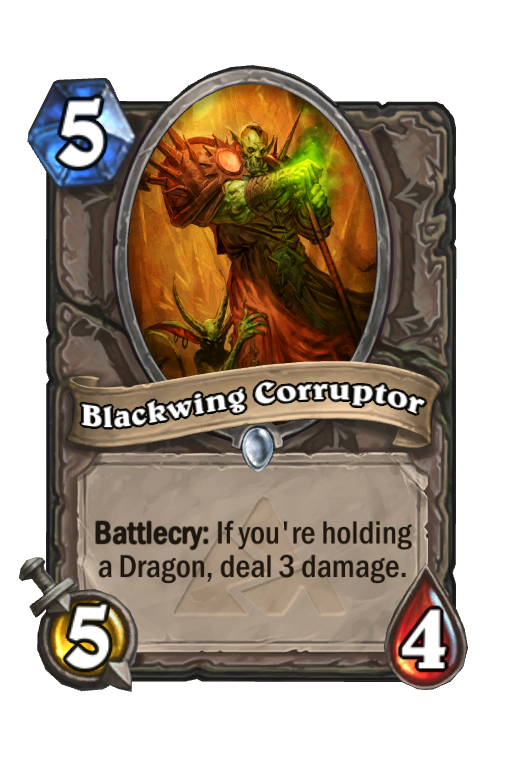 5
Blackwing Corruptor
Battlecry: If you're holding
a Dragon, deal 3 damage.
5
4